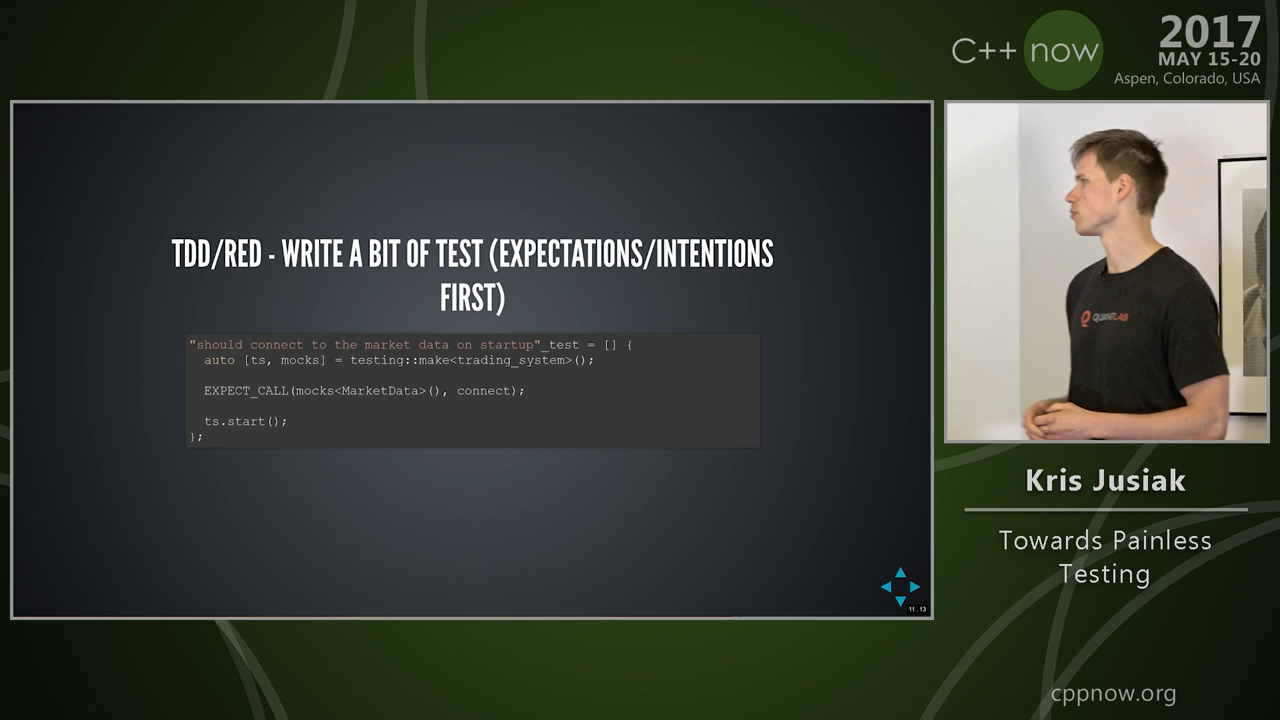 C++ now
2017
MAY 15-20
Aspen, Colorado, USA
TDD/RED - WRITE A BIT OF TEST (EXPECTATIONS/INTENTIONS
FIRST)
"should connect to the market data on startup"_test = [] {
  auto [ts, mocks] = testing::make<trading_system>();
  EXPECT_CALL(mocks<MarketData>(), connect);
  ts.start();
};
11.13
QUANTLAB
Kris Jusiak
Towards Painless
Testing
cppnow.org